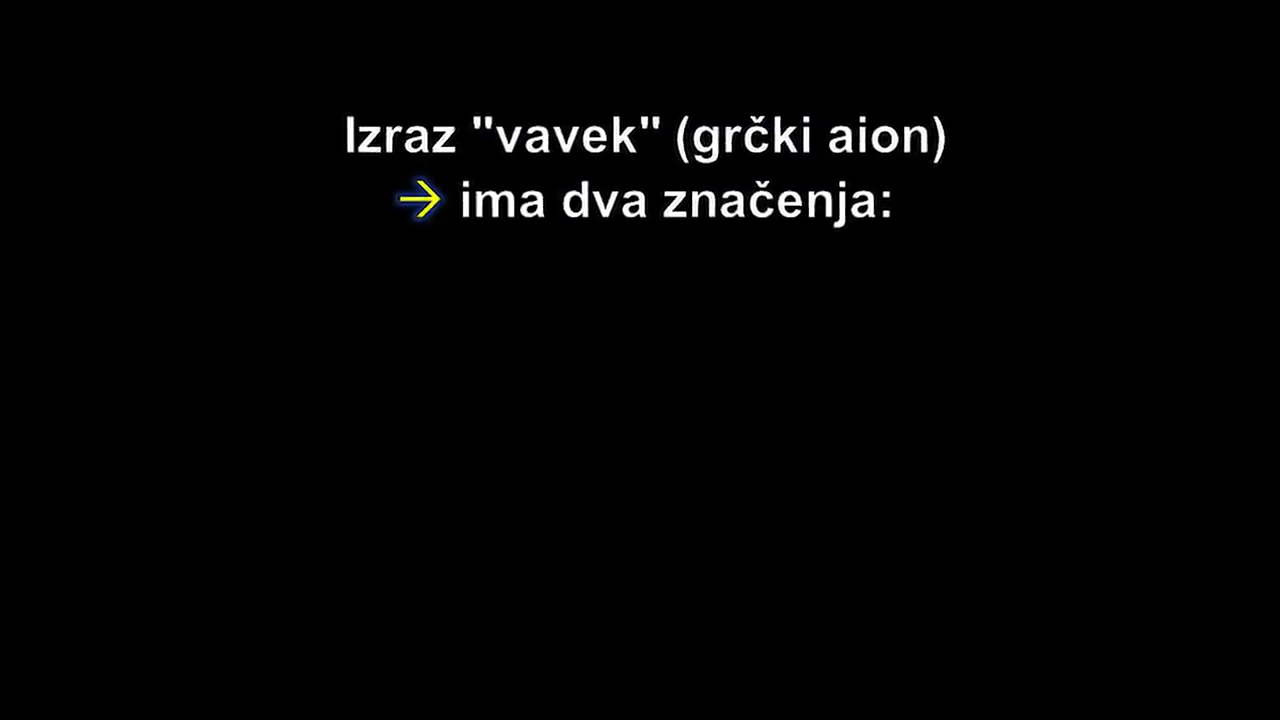 Izraz "vavek" (grčki aion)
→ ima dva značenja: